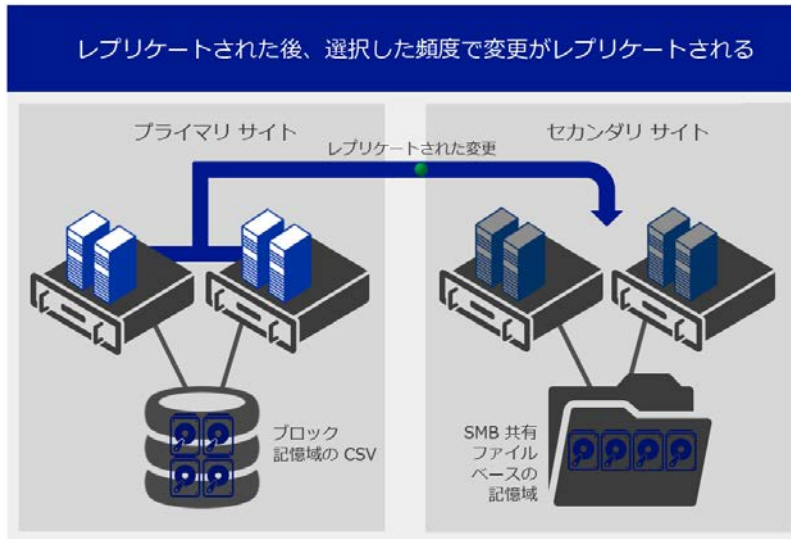 レプリケートされた後、選択した頻度で変更がレプリケートされる
プライマリ サイト
セカンダリ サイト
レプリケートされた変更
ブロック
記憶域の CSV
SMB 共有
ファイル
ベースの
記憶域